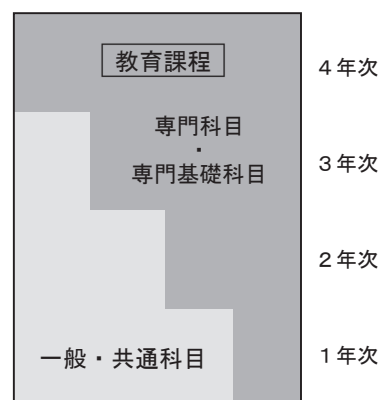 教育課程
4年次
専門科目
・
専門基礎科目
3年次
2年次
一般・共通科目
1年次